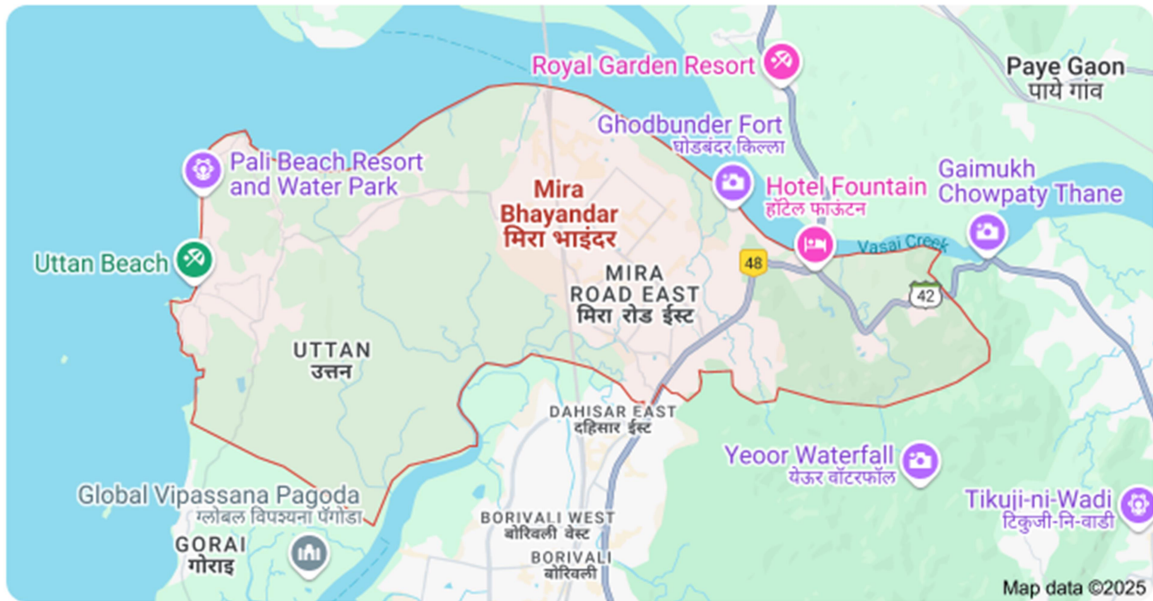 Royal Garden Resort
Paye Gaon
पाये गांव
Ghodbunder Fort
घोडबंदर किल्ला
Pali Beach Resort
and Water Park
Mira
Bhayandar
मिरा भाइंदर
Hotel Fountain
हॉटेल फाऊंटन
Gaimukh
Chowpaty Thane
Uttan Beach
48
Vasai Creek
MIRA
ROAD EAST
मिरा रोड ईस्ट
42
UTTAN
उत्तन
DAHISAR EAST
दहिसार ईस्ट
Yeoor Waterfall
येऊर वॉटरफॉल
Global Vipassana Pagoda
ग्लोबल विपश्यना पॅगोडा
Tikuji-ni-Wadi
टिकुजी-नि-वाडी
BORIVALI WEST
बोरिवली वेस्ट
GORAI
गोराइ
BORIVALI
बोरिवली
Map data ©2025